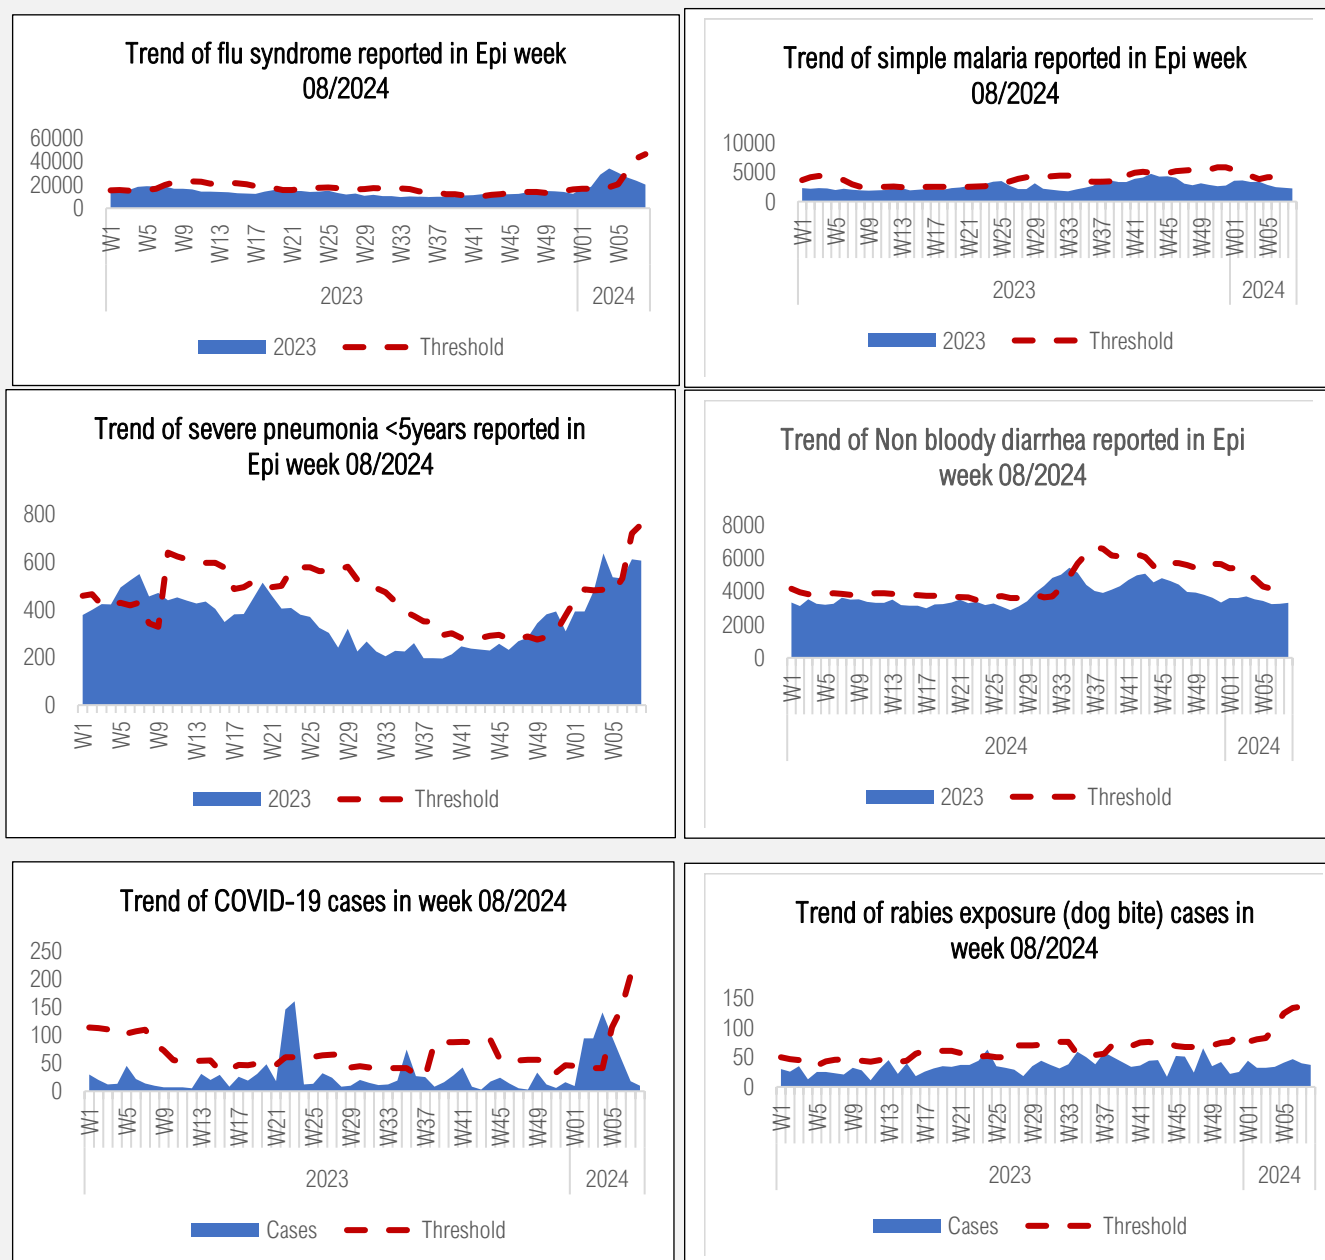 Trend of flu syndrome reported in Epi week
08/2024
60000
40000
20000
0
W1 W5 W9 W13 W17 W21 W25 W29 W33 W37 W41 W45 W49 W01 W05
2023 2024
2023 Threshold
Trend of simple malaria reported in Epi week
08/2024
10000
5000
0
W1 W5 W9 W13 W17 W21 W25 W29 W33 W37 W41 W45 W49 W01 W05
2023 2024
2023 Threshold
Trend of severe pneumonia <5years reported in
Epi week 08/2024
800
600
400
200
0
W1 W5 W9 W13 W17 W21 W25 W29 W33 W37 W41 W45 W49 W01 W05
2023 Threshold
Trend of Non bloody diarrhea reported in Epi
week 08/2024
8000
6000
4000
2000
0
W1 W5 W9 W13 W17 W21 W25 W29 W33 W37 W41 W45 W49 W01 W05
2024 2024
2023 Threshold
Trend of COVID-19 cases in week 08/2024
250
200
150
100
50
0
W1 W5 W9 W13 W17 W21 W25 W29 W33 W37 W41 W45 W49 W01 W05
2023 2024
Cases Threshold
Trend of rabies exposure (dog bite) cases in
week 08/2024
150
100
50
0
W1 W5 W9 W13 W17 W21 W25 W29 W33 W37 W41 W45 W49 W01 W05
2023 2024
Cases Threshold